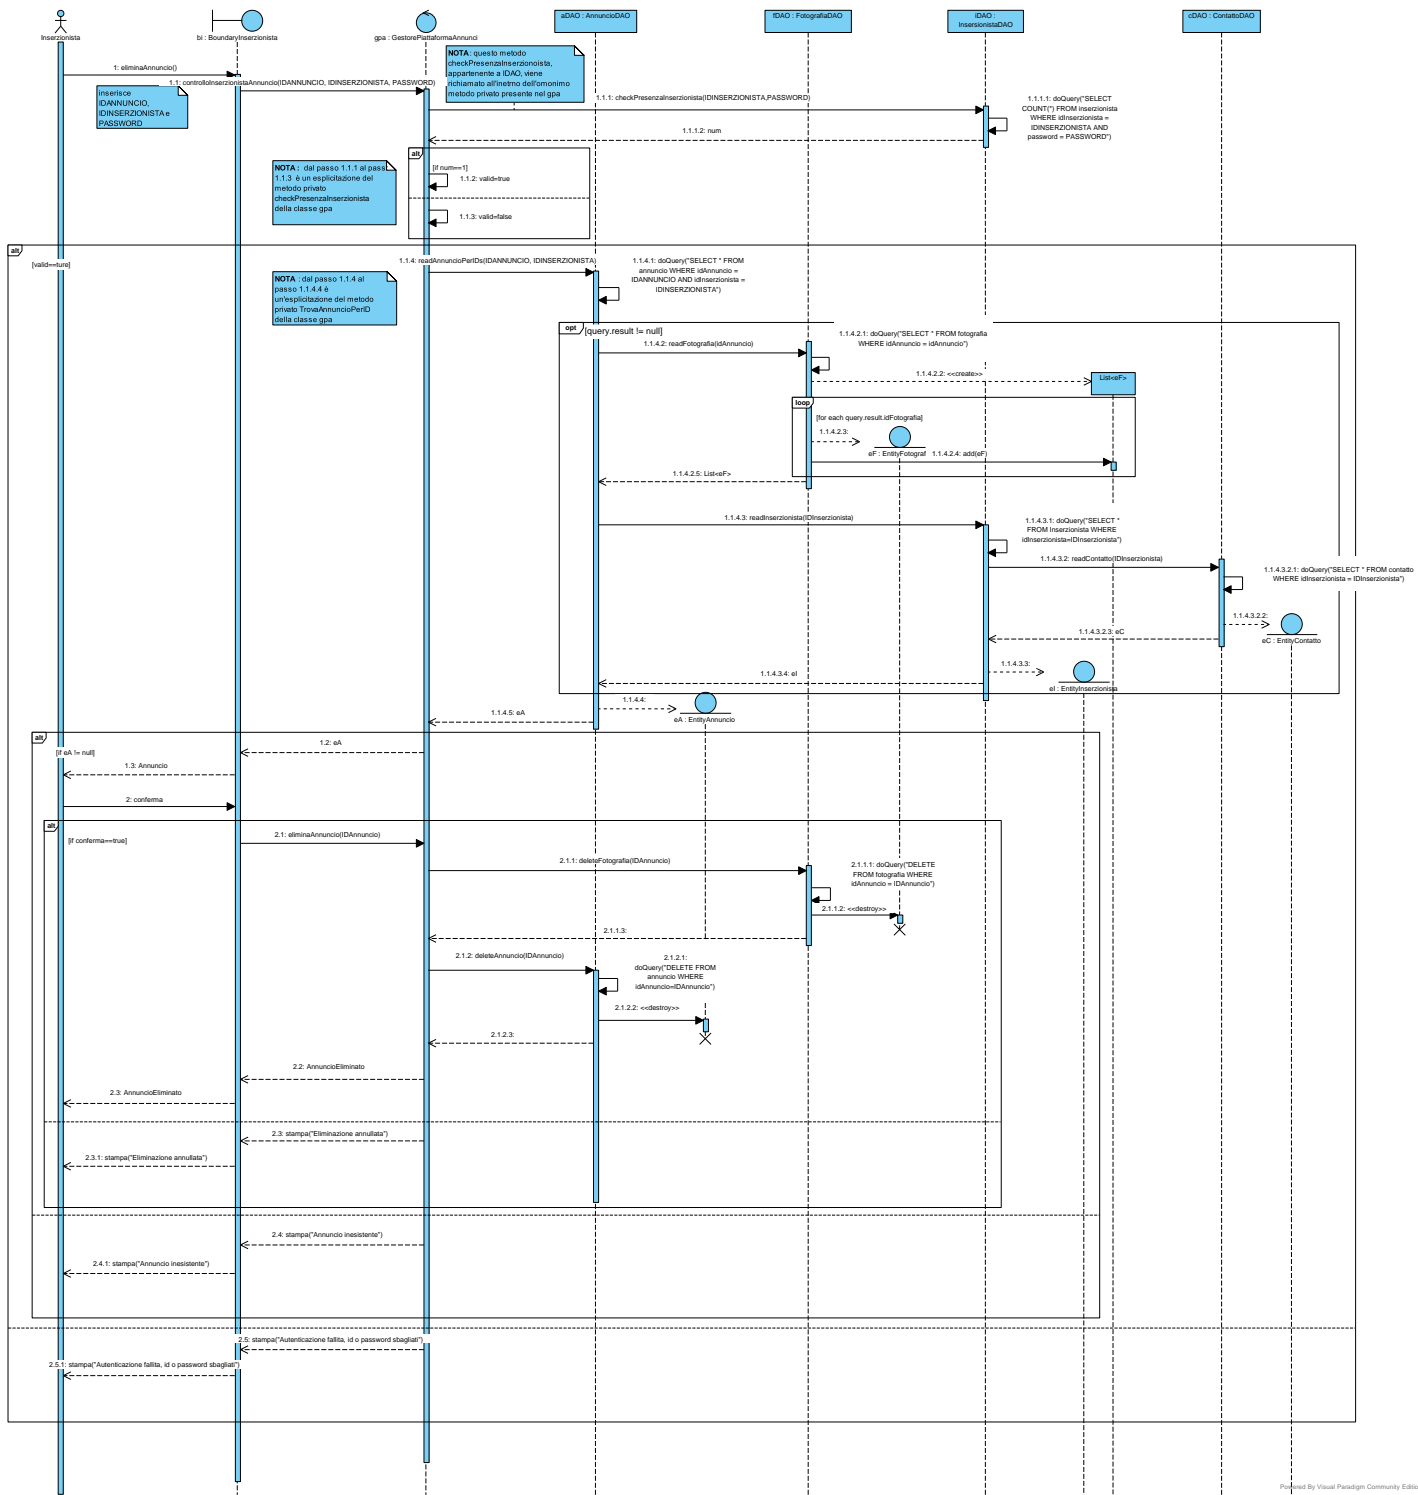 aDAO : AnnuncioDAO
fDAO : FotografiaDAO
iDAO :
InsersionistaDAO
cDAO : ContattoDAO
Inserzionista
bi : BoundaryInserzionista
gpa : GestorePiattaformaAnnunci
NOTA : questo metodo
checkPresenzaInserzionoista,
appartenente a IDAO, viene
richiamato all'inetrno dell'omonimo
metodo privato presente nel gpa
1: eliminaAnnuncio()
1.1: controlloInserzionistaAnnuncio(IDANNUNCIO, IDINSERZIONISTA, PASSWORD)
inserisce
IDANNUNCIO,
IDINSERZIONISTA e
PASSWORD
1.1.1: checkPresenzaInserzionista(IDINSERZIONISTA,PASSWORD)
1.1.1.1: doQuery("SELECT
COUNT(*) FROM inserzionista
WHERE idInserzionista =
IDINSERZIONISTA AND
password = PASSWORD")
1.1.1.2: num
alt
[if num==1]
1.1.2: valid=true
1.1.3: valid=false
NOTA : dal passo 1.1.1 al pass
1.1.3 è un esplicitazione del
metodo privato
checkPresenzaInserzionista
della classe gpa
alt
[valid==ture]
1.1.4: readAnnuncioPerIDs(IDANNUNCIO, IDINSERZIONISTA)
1.1.4.1: doQuery("SELECT * FROM
annuncio WHERE idAnnuncio =
IDANNUNCIO AND idInserzionista =
IDINSERZIONISTA")
NOTA : dal passo 1.1.4 al
passo 1.1.4.4 è
un'esplicitazione del metodo
privato TrovaAnnuncioPerID
della classe gpa
opt
[query.result != null]
1.1.4.2: readFotografia(idAnnuncio)
1.1.4.2.1: doQuery("SELECT * FROM fotografia
WHERE idAnnuncio = idAnnuncio")
1.1.4.2.2: <<create>>
List<eF>
loop
[for each query.result.idFotografia]
1.1.4.2.3:
eF : EntityFotograf
1.1.4.2.4: add(eF)
1.1.4.2.5: List<eF>
1.1.4.3: readInserzionista(IDInserzionista)
1.1.4.3.1: doQuery("SELECT *
FROM Inserzionista WHERE
idInserzionista=IDInserzionista")
1.1.4.3.2: readContatto(IDInserzionista)
1.1.4.3.2.1: doQuery("SELECT * FROM contatto
WHERE idInserzionista = IDInserzionista")
1.1.4.3.2.2:
eC : EntityContatto
1.1.4.3.2.3: eC
1.1.4.3.3:
eI : EntityInserzionista
1.1.4.3.4: eI
1.1.4.4:
eA : EntityAnnuncio
1.1.4.5: eA
alt
[if eA != null]
1.2: eA
1.3: Annuncio
2: conferma
alt
[if conferma==true]
2.1: eliminaAnnuncio(IDAnnuncio)
2.1.1: deleteFotografia(IDAnnuncio)
2.1.1.1: doQuery("DELETE
FROM fotografia WHERE
idAnnuncio = IDAnnuncio")
2.1.1.2: <<destroy>>
2.1.1.3:
2.1.2: deleteAnnuncio(IDAnnuncio)
2.1.2.1:
doQuery("DELETE FROM
annuncio WHERE
idAnnuncio=IDAnnuncio")
2.1.2.2: <<destroy>>
2.1.2.3:
2.2: AnnuncioEliminato
2.3: AnnuncioEliminato
2.3: stampa("Eliminazione annullata")
2.3.1: stampa("Eliminazione annullata")
2.4: stampa("Annuncio inesistente")
2.4.1: stampa("Annuncio inesistente")
2.5: stampa("Autenticazione fallita, id o password sbagliati")
2.5.1: stampa("Autenticazione fallita, id o password sbagliati")
Powered By Visual Paradigm Community Editio